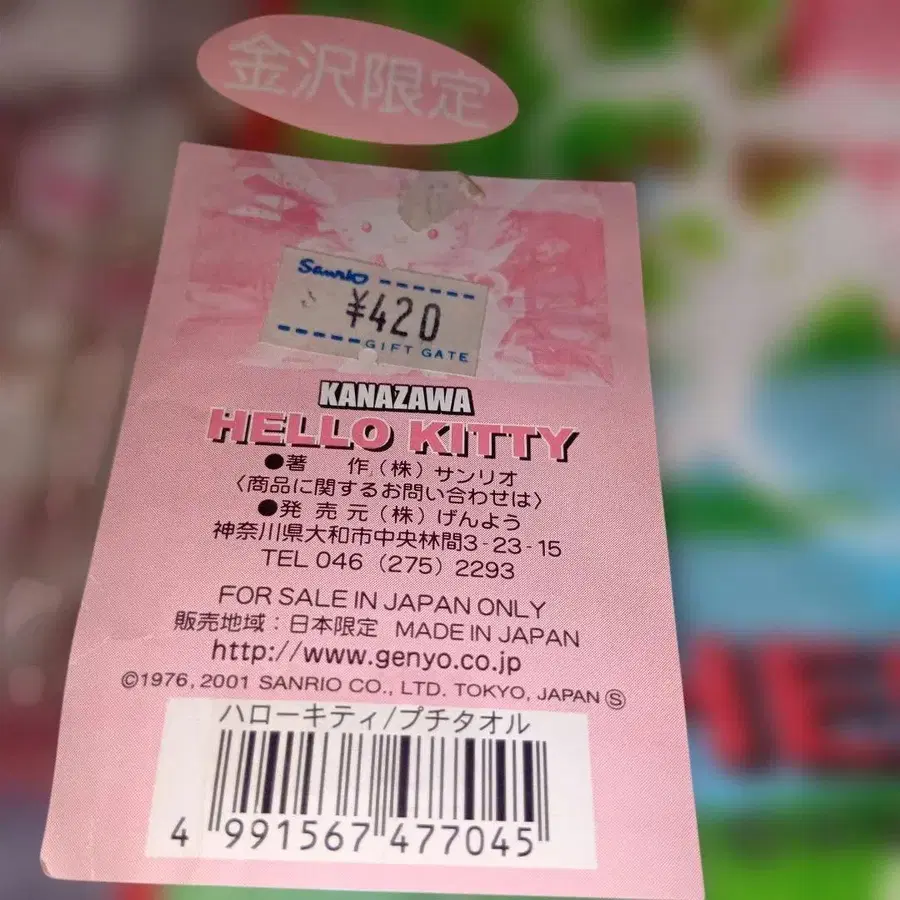 金沢限定
Sanrio
¥420
GIFT GATE
KANAZAWA
HELLO KITTY
●著 作(株)サンリオ
〈商品に関するお問い合わせは〉
●発売元(株)げんよう
神奈川県大和市中央林間3-23-15
TEL 046(275)2293
FOR SALE IN JAPAN ONLY
販売地域:日本限定 MADE IN JAPAN
http://www.genyo.co.jp
©1976, 2001 SANRIO CO., LTD. TOKYO, JAPAN Ⓢ
ハローキティ/プチタオル
4 991567 477045